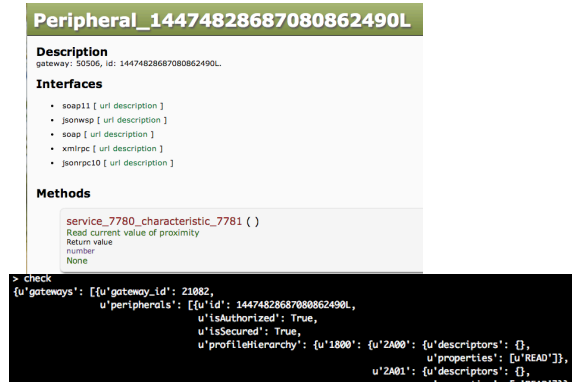 Peripheral_14474828687080862490L
Description
gateway: 50506, id: 14474828687080862490L.
Interfaces
• soap11 [ url description ]
• jsonwsp [ url description ]
• soap [ url description ]
• xmlrpc [ url description ]
• jsonrpc10 [ url description ]
Methods
service_7780_characteristic_7781 ( )
Read current value of proximity
Return value
number
None
> check
{u'gateways': [{u'gateway_id': 21082,
u'peripherals': [{u'id': 14474828687080862490L,
u'isAuthorized': True,
u'isSecured': True,
u'profileHierarchy': {u'1800': {u'2A00': {u'descriptors': {},
u'properties': [u'READ']},
u'2A01': {u'descriptors': {},